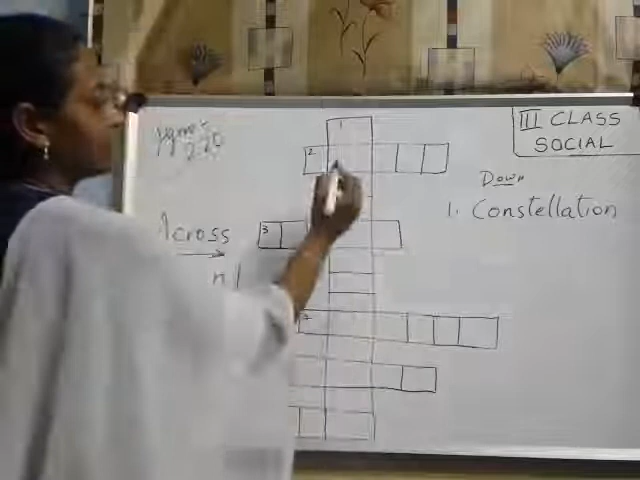 III CLASS
SOCIAL
Down
1. Constellation
Across
1
2
3